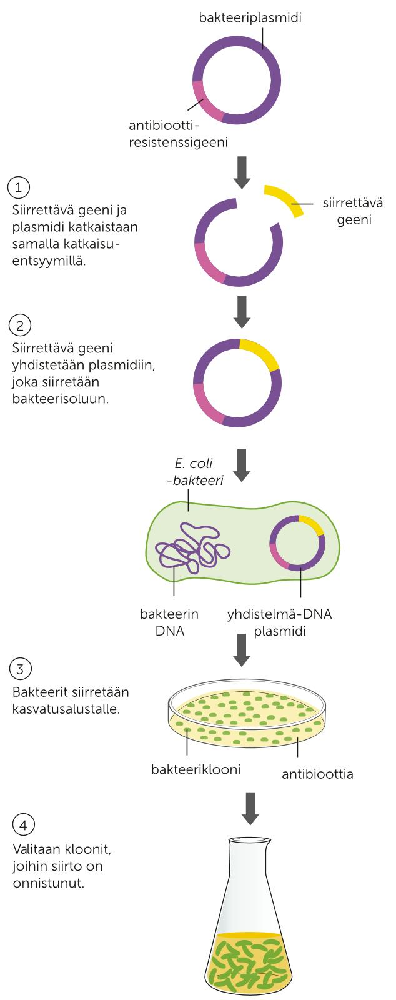 bakteeriplasmidi
antibiootti-
resistenssigeeni
1
Siirrettävä geeni ja
plasmidi katkaistaan
samalla katkaisu-
entsyymillä.
siirrettävä
geeni
2
Siirrettävä geeni
yhdistetään plasmidiin,
joka siirretään
bakteerisoluun.
E. coli
-bakteeri
bakteerin
DNA
yhdistelmä-DNA
plasmidi
3
Bakteerit siirretään
kasvatusalustalle.
bakteeriklooni
antibioottia
4
Valitaan kloonit,
joihin siirto on
onnistunut.